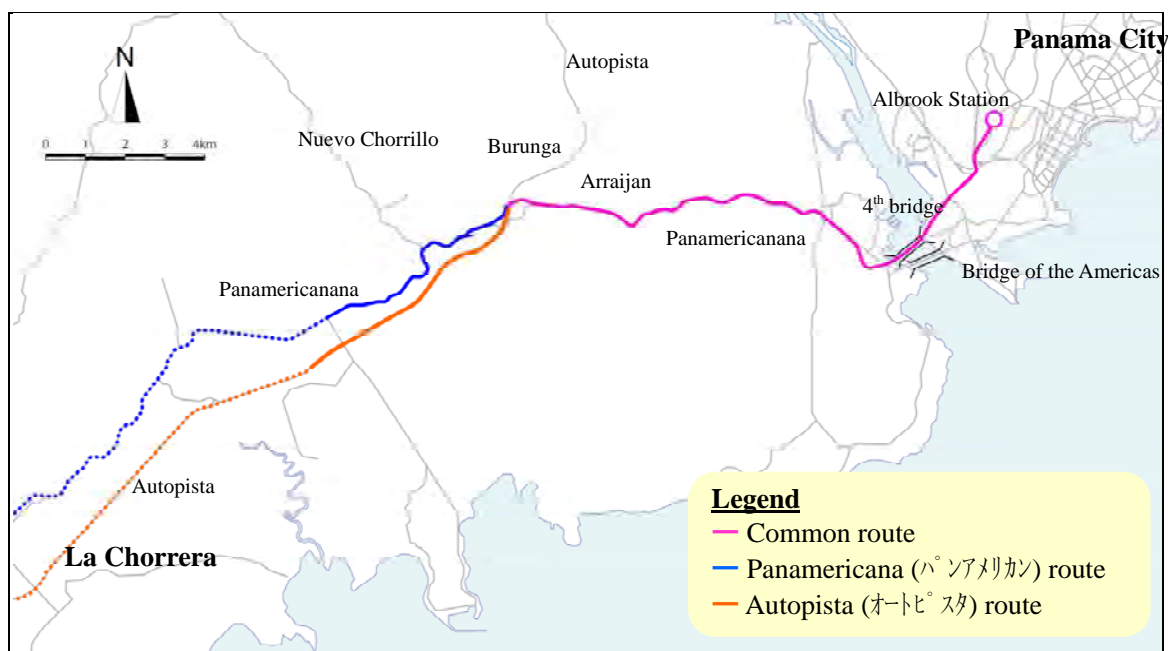 Panama City
N
Autopista
Albrook Station
0 1 2 4km
Nuevo Chorrillo
Burunga
Arraijan
4th bridge
Panamericanana
Bridge of the Americas
Panamericanana
Autopista
La Chorrera
Legend
Common route
Panamericana (ﾊﾟﾝｱﾒﾘｶﾝ) route
Autopista (ｵｰﾄﾋﾟｽﾀ) route